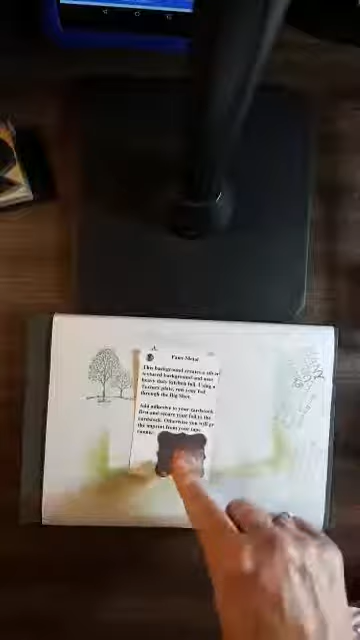 Faux Metal
This background creates a
textured background and uses
heavy duty kitchen foil. Using a
Texture plate, run your foil
through the Big Shot.
Add adhesive to your cardstock
first and secure your foil to the
cardstock. Otherwise you will get
the imprint from your tape